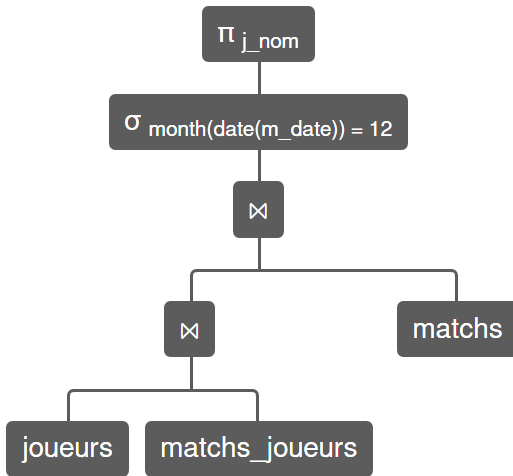 π j_nom
σ month(date(m_date)) = 12
⋈
⋈
matchs
joueurs
matchs_joueurs